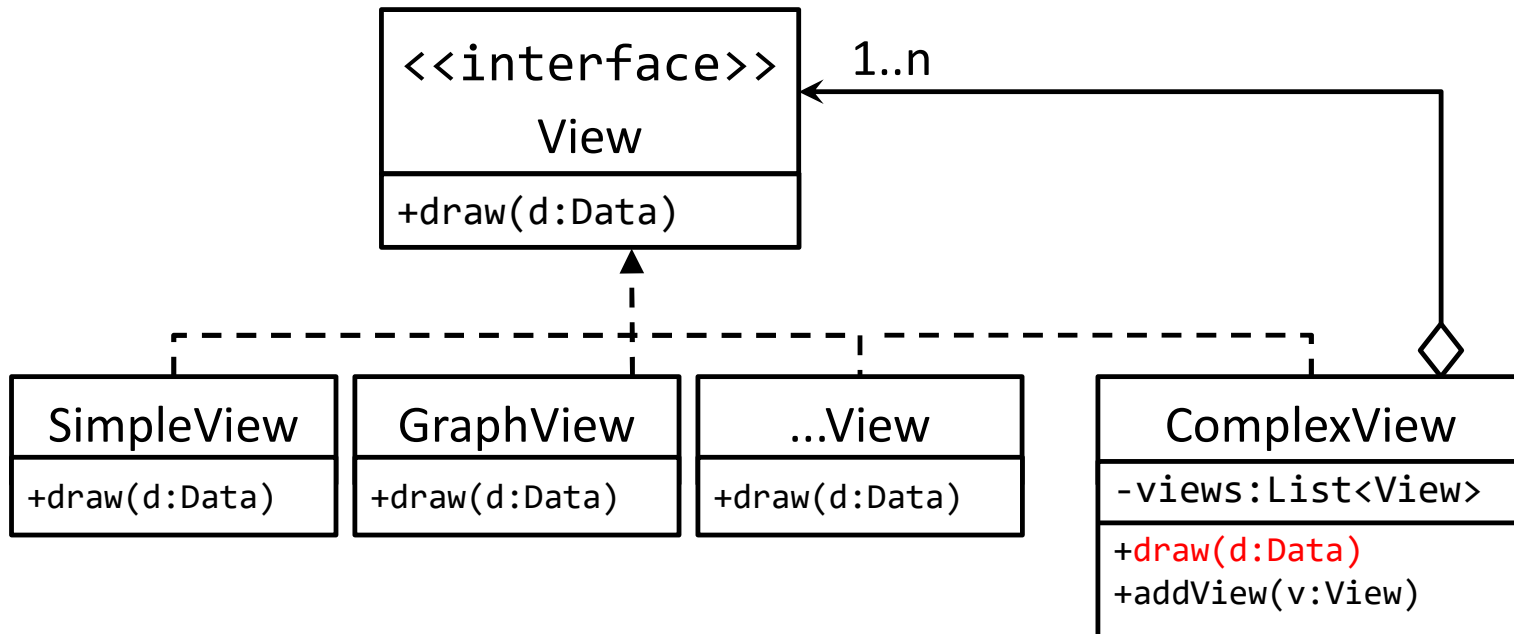 <<interface>>
View
+draw(d:Data)
1..n
SimpleView
+draw(d:Data)
GraphView
+draw(d:Data)
...View
+draw(d:Data)
ComplexView
-views:List<View>
+draw(d:Data)
+addView(v:View)